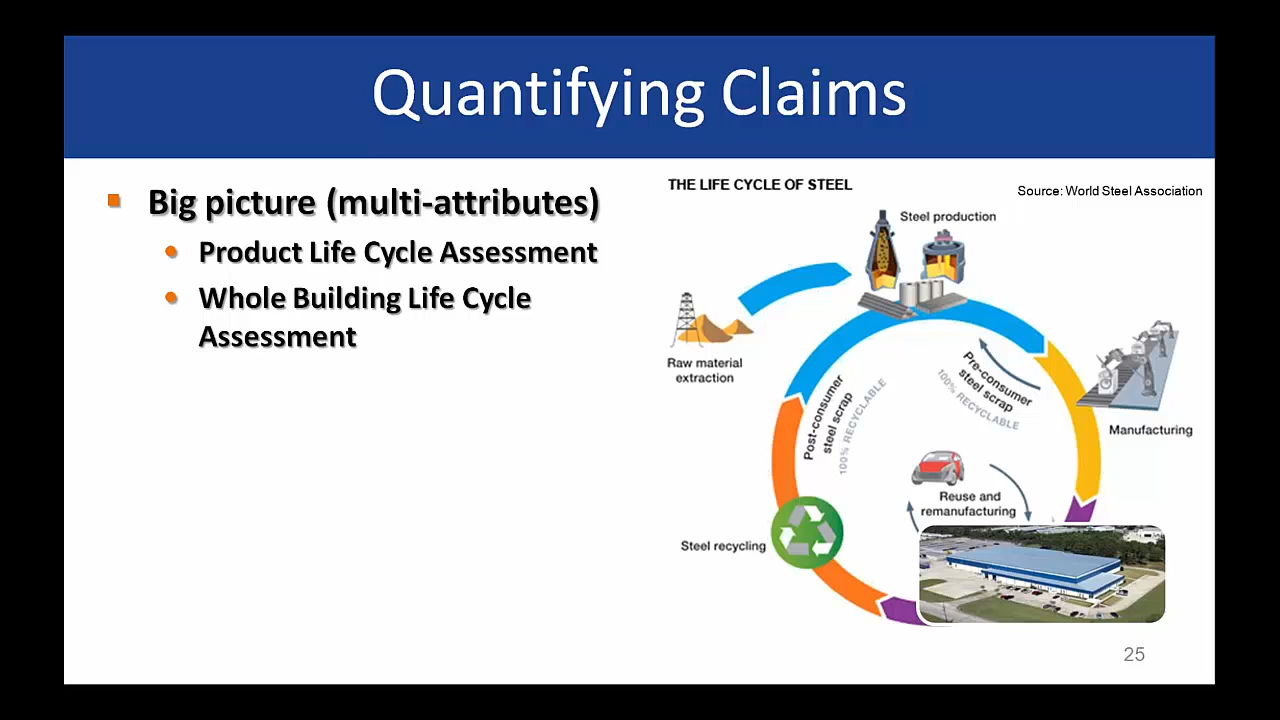 Quantifying Claims
Big picture (multi-attributes)
Product Life Cycle Assessment
Whole Building Life Cycle
Assessment
THE LIFE CYCLE OF STEEL
Source: World Steel Association
Steel production
Raw material
extraction
Pre-consumer
steel scrap
100% RECYCLABLE
Post-consumer
steel scrap
100% RECYCLABLE
Manufacturing
Reuse and
remanufacturing
Steel recycling
25